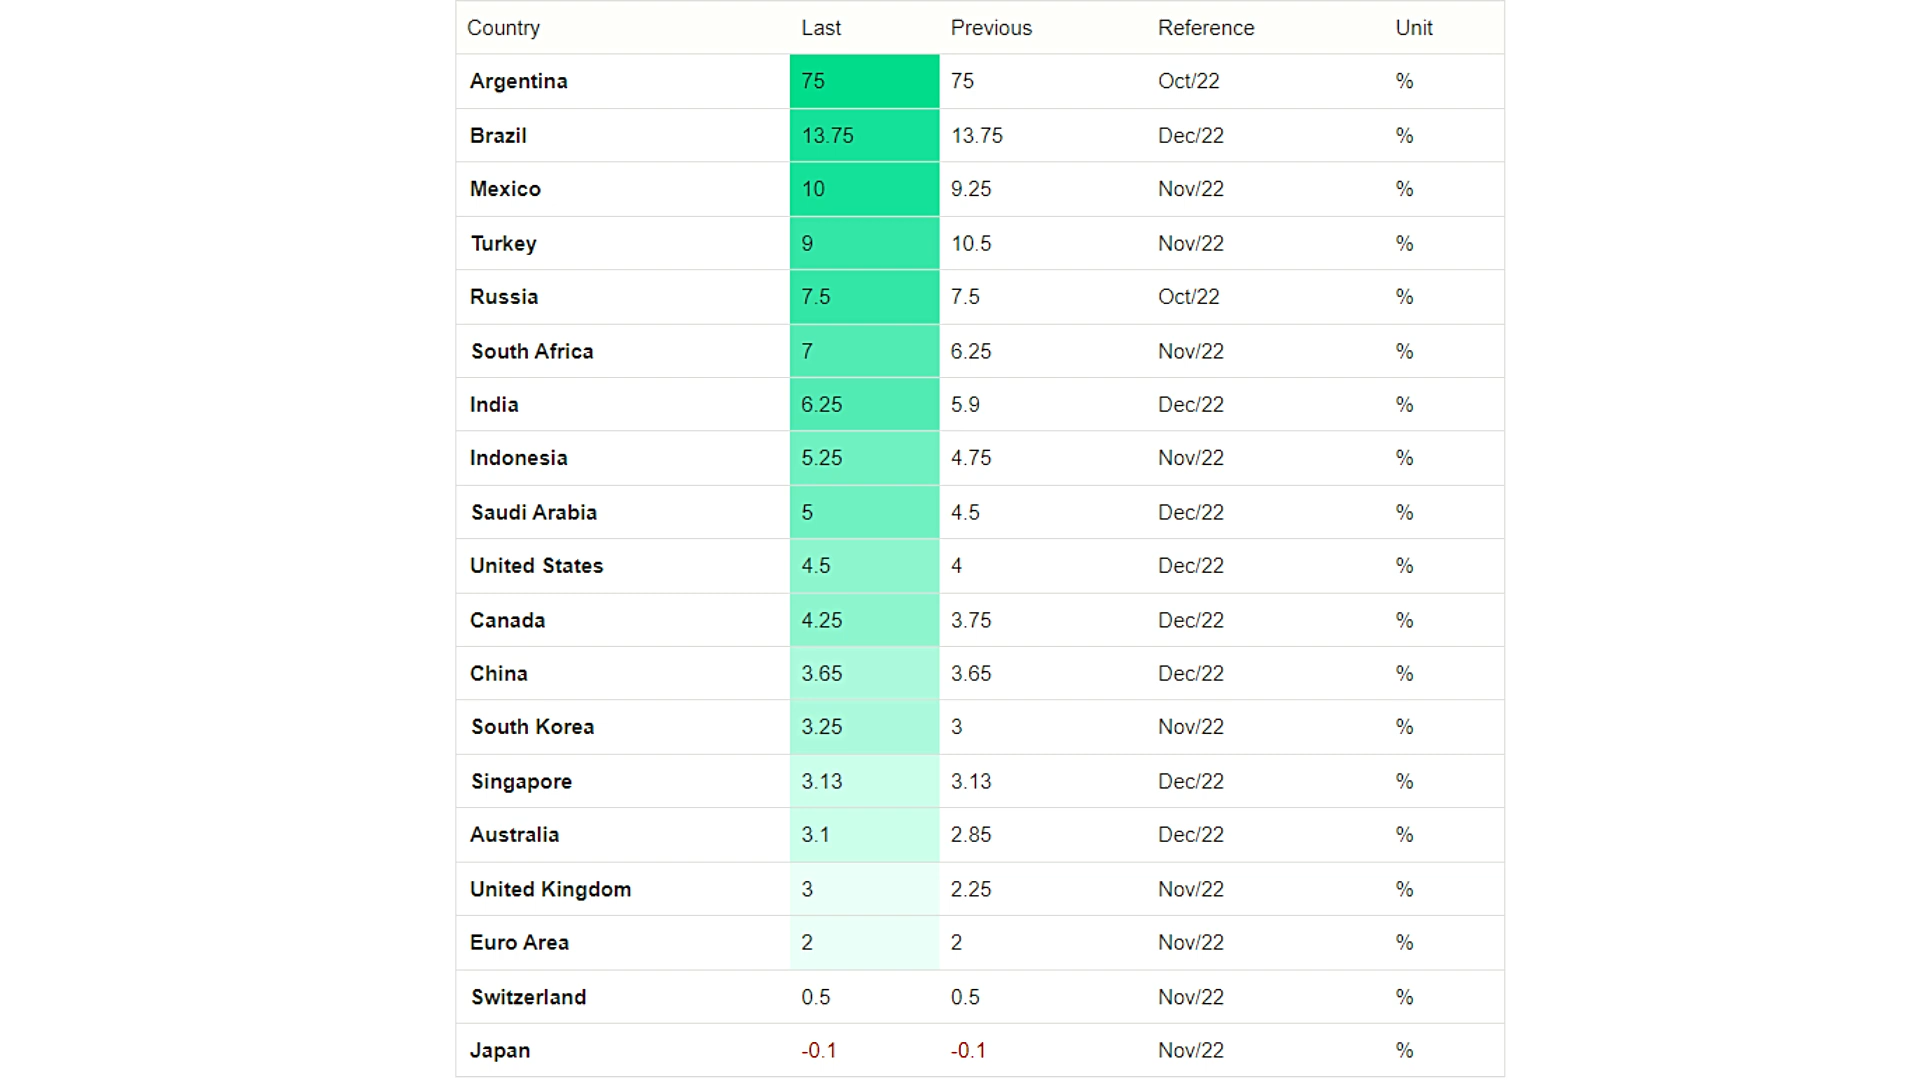 Country Last Previous Reference Unit
Argentina 75 75 Oct/22 %
Brazil 13.75 13.75 Dec/22 %
Mexico 10 9.25 Nov/22 %
Turkey 9 10.5 Nov/22 %
Russia 7.5 7.5 Oct/22 %
South Africa 7 6.25 Nov/22 %
India 6.25 5.9 Dec/22 %
Indonesia 5.25 4.75 Nov/22 %
Saudi Arabia 5 4.5 Dec/22 %
United States 4.5 4 Dec/22 %
Canada 4.25 3.75 Dec/22 %
China 3.65 3.65 Dec/22 %
South Korea 3.25 3 Nov/22 %
Singapore 3.13 3.13 Dec/22 %
Australia 3.1 2.85 Dec/22 %
United Kingdom 3 2.25 Nov/22 %
Euro Area 2 2 Nov/22 %
Switzerland 0.5 0.5 Nov/22 %
Japan -0.1 -0.1 Nov/22 %